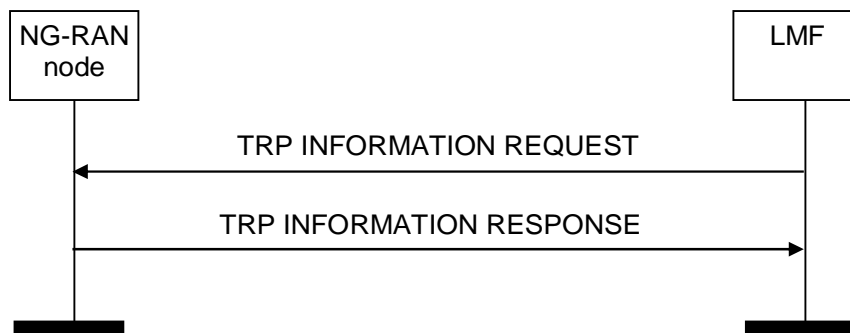 NG-RAN
node
LMF
TRP INFORMATION REQUEST
TRP INFORMATION RESPONSE